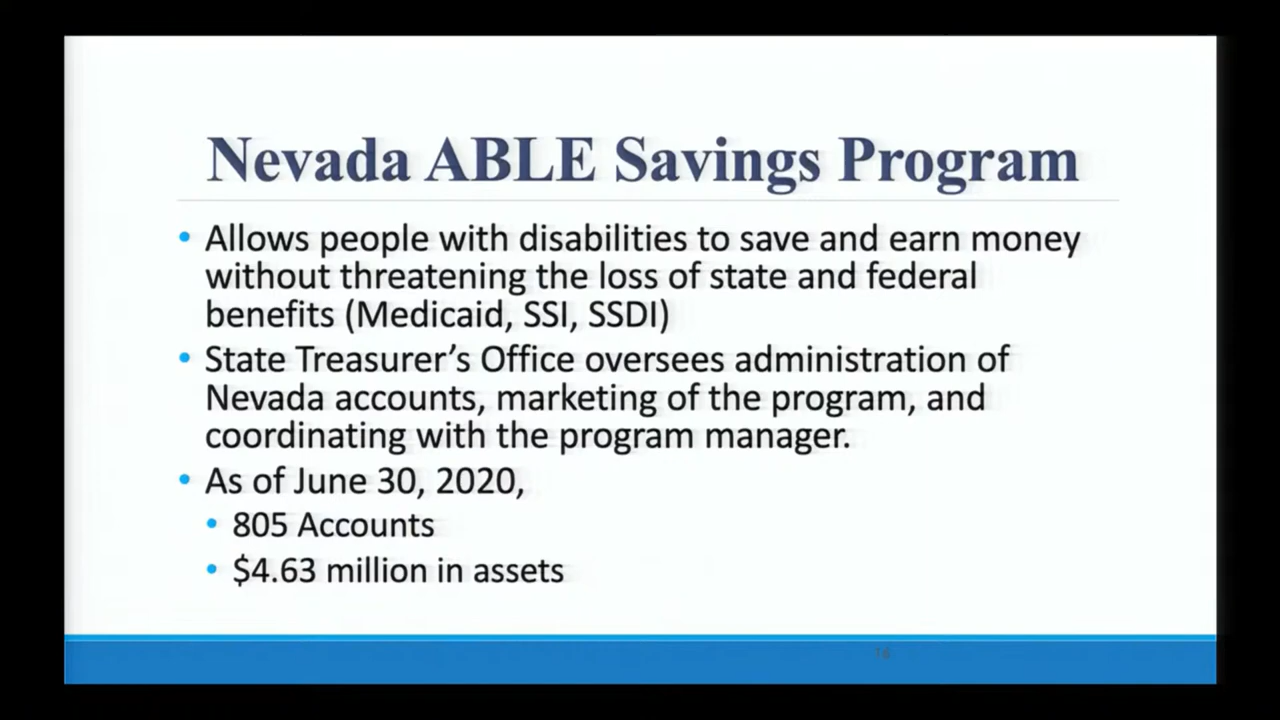 Nevada ABLE Savings Program
• Allows people with disabilities to save and earn money
without threatening the loss of state and federal
benefits (Medicaid, SSI, SSDI)
• State Treasurer’s Office oversees administration of
Nevada accounts, marketing of the program, and
coordinating with the program manager.
• As of June 30, 2020,
• 805 Accounts
• $4.63 million in assets